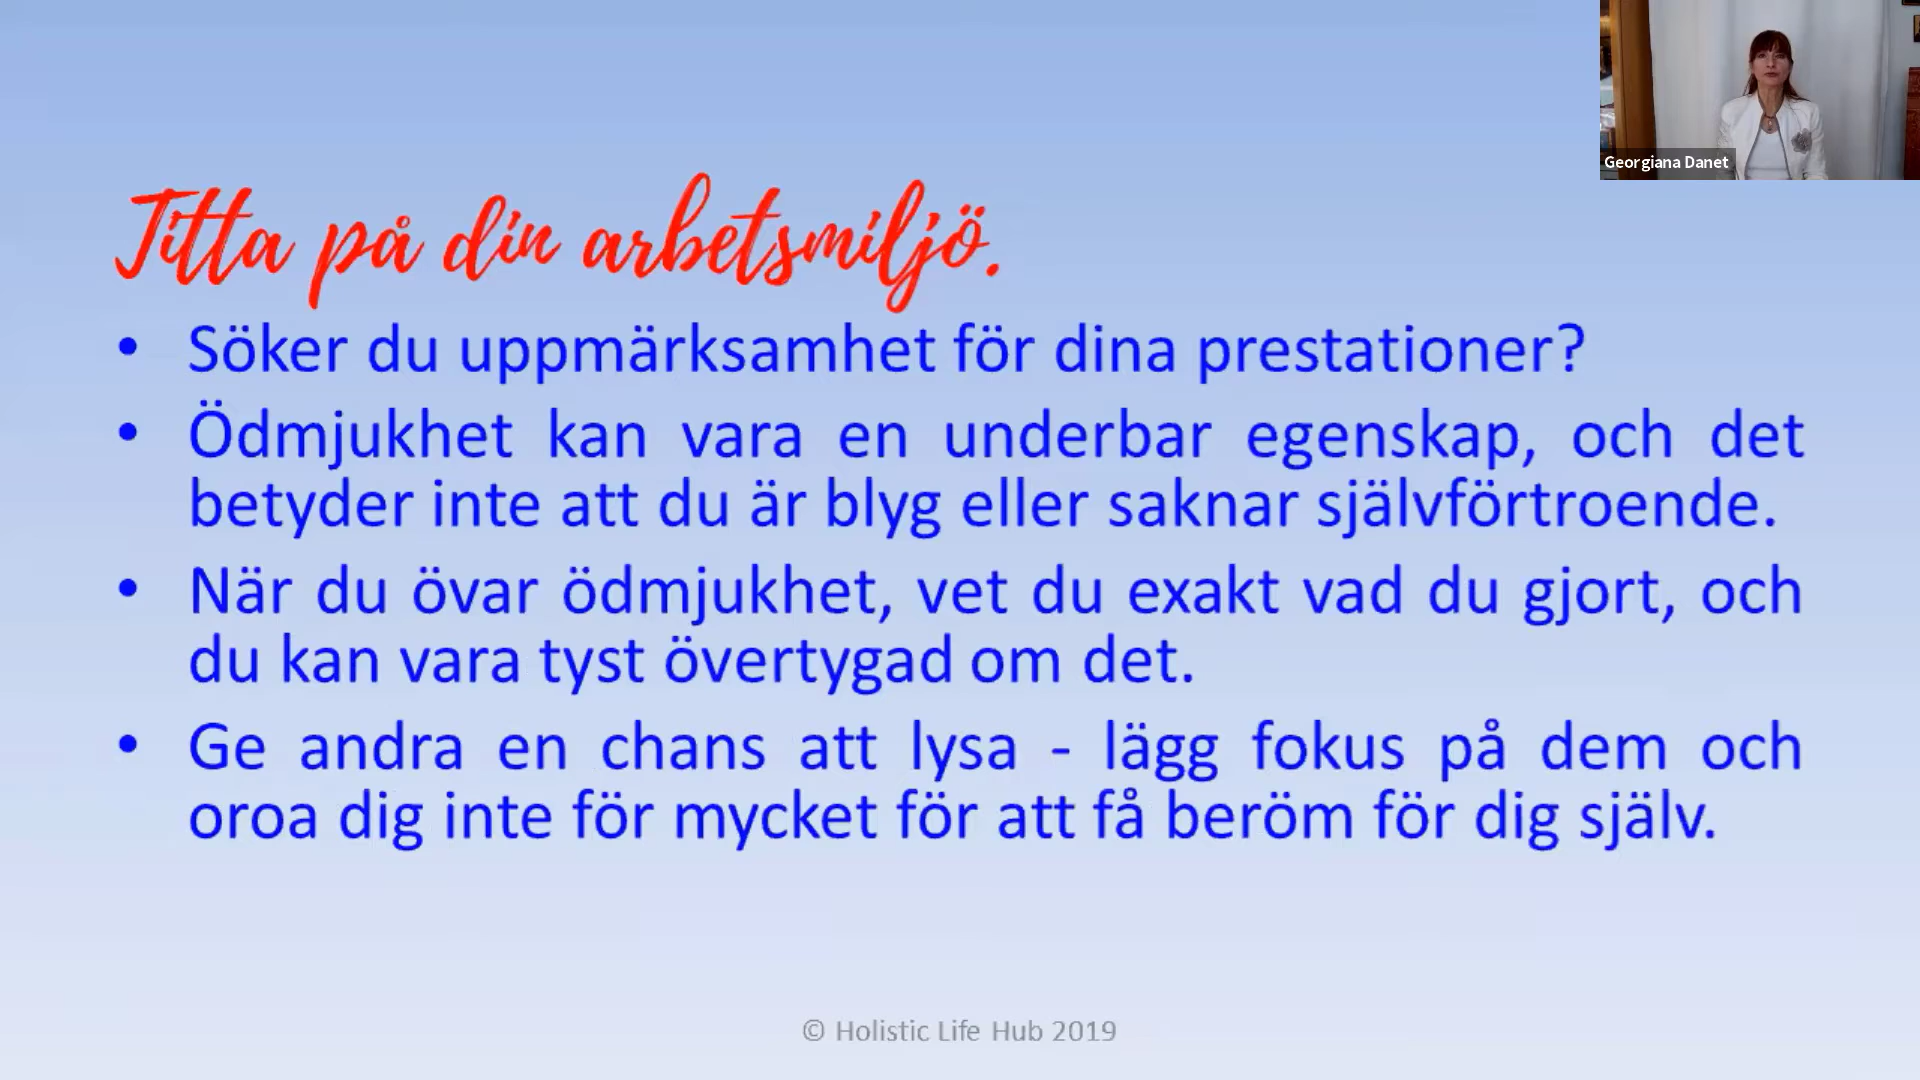 Georgiana Danet
Titta på din arbetsmiljö.
• Söker du uppmärksamhet för dina prestationer?
• Ödmjukhet kan vara en underbar egenskap, och det
betyder inte att du är blyg eller saknar självförtroende.
• När du övar ödmjukhet, vet du exakt vad du gjort, och
du kan vara tyst övertygad om det.
• Ge andra en chans att lysa - lägg fokus på dem och
oroa dig inte för mycket för att få beröm för dig själv.
© Holistic Life Hub 2019